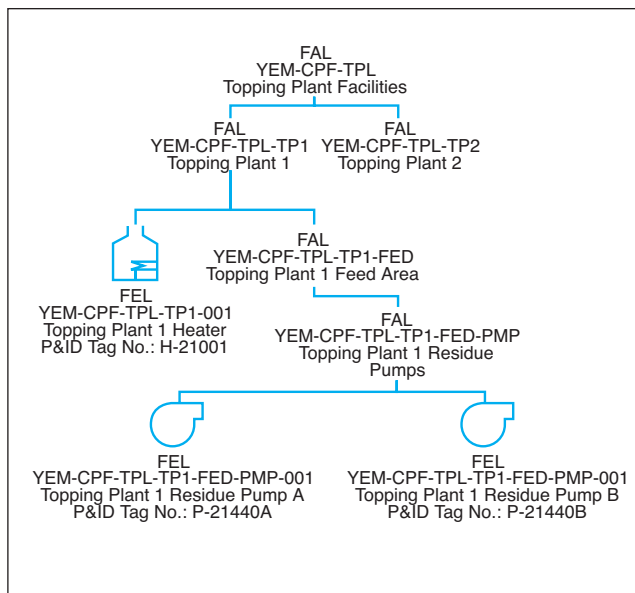 FAL
YEM-CPF-TPL
Topping Plant Facilities
FAL
YEM-CPF-TPL-TP1
Topping Plant 1
FAL
YEM-CPF-TPL-TP2
Topping Plant 2
FEL
YEM-CPF-TPL-TP1-001
Topping Plant 1 Heater
P&ID Tag No.: H-21001
FAL
YEM-CPF-TPL-TP1-FED
Topping Plant 1 Feed Area
FAL
YEM-CPF-TPL-TP1-FED-PMP
Topping Plant 1 Residue
Pumps
FEL
YEM-CPF-TPL-TP1-FED-PMP-001
Topping Plant 1 Residue Pump A
P&ID Tag No.: P-21440A
FEL
YEM-CPF-TPL-TP1-FED-PMP-001
Topping Plant 1 Residue Pump B
P&ID Tag No.: P-21440B